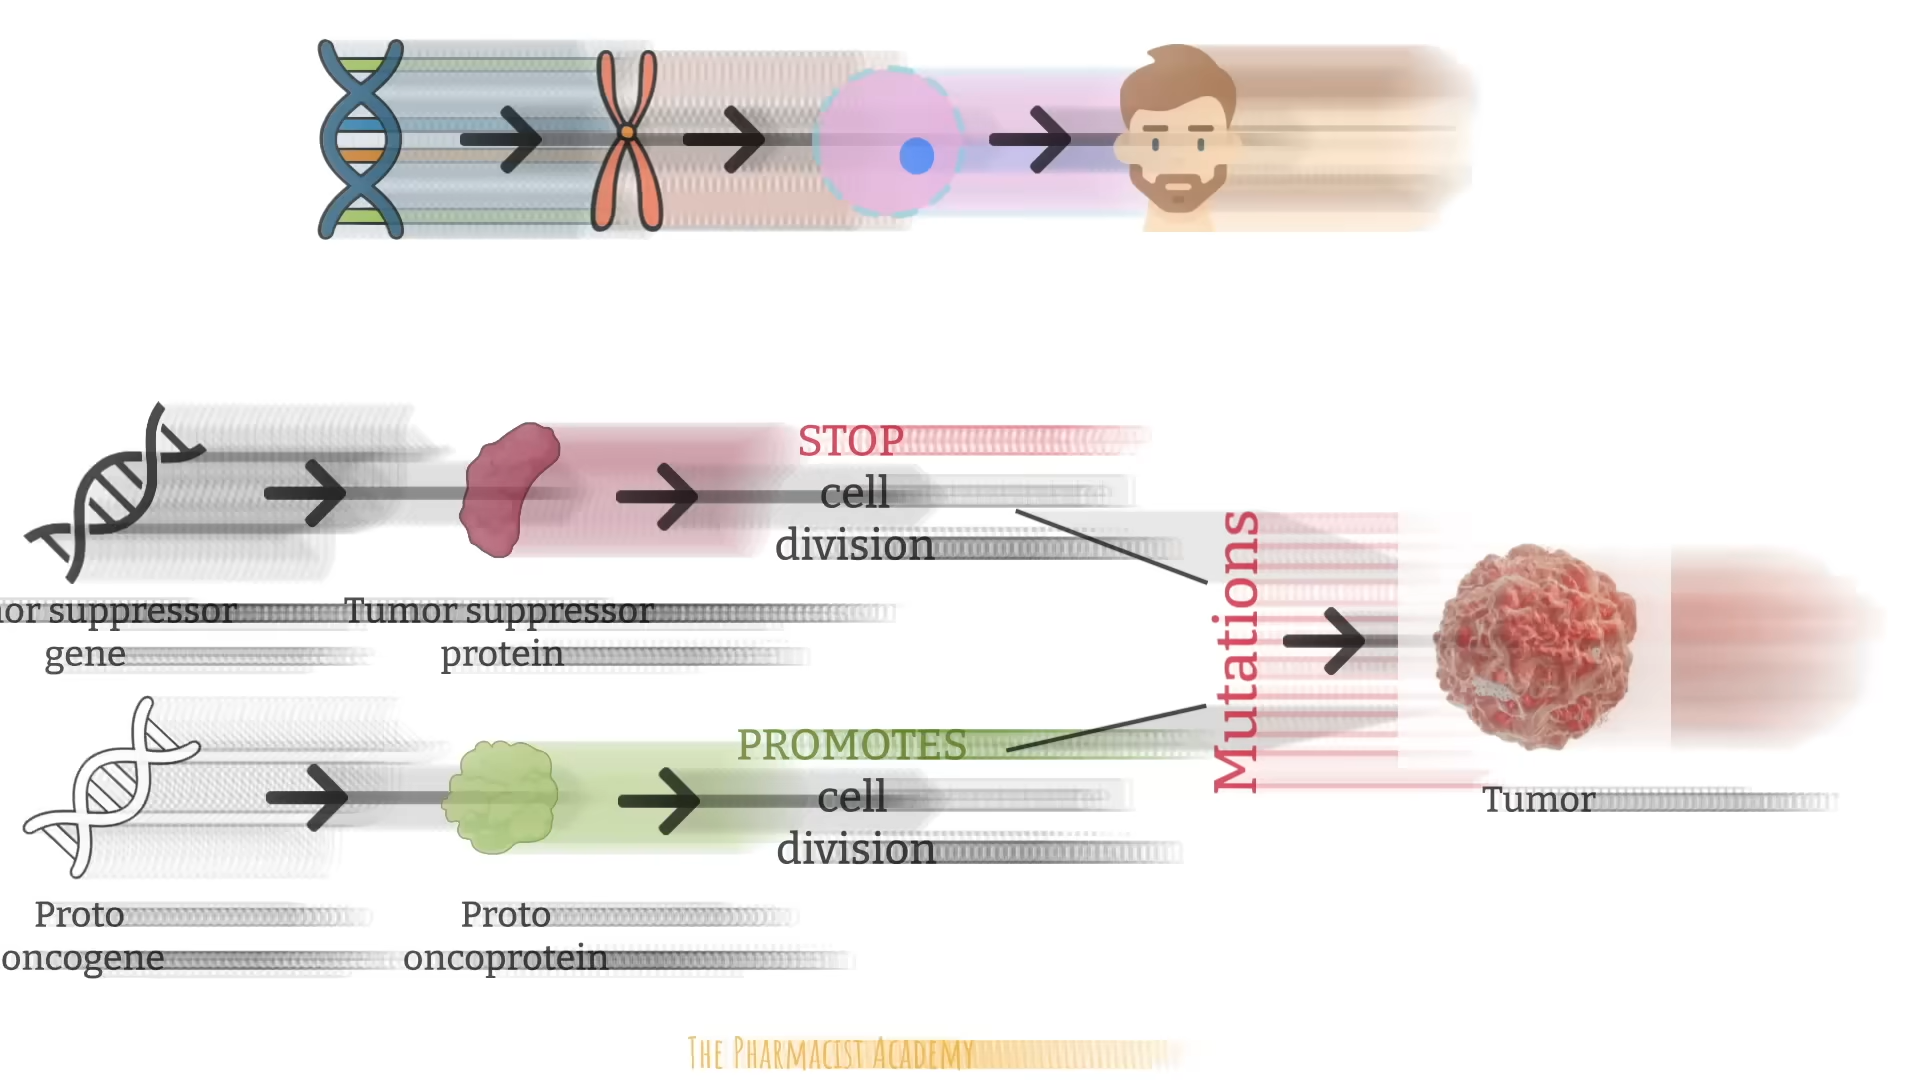 STOP
cell
division
or suppressor
gene
Tumor suppressor
protein
Mutations
PROMOTES
cell
division
Tumor
Proto
oncogene
Proto
oncoprotein
THE PHARMACIST ACADEMY